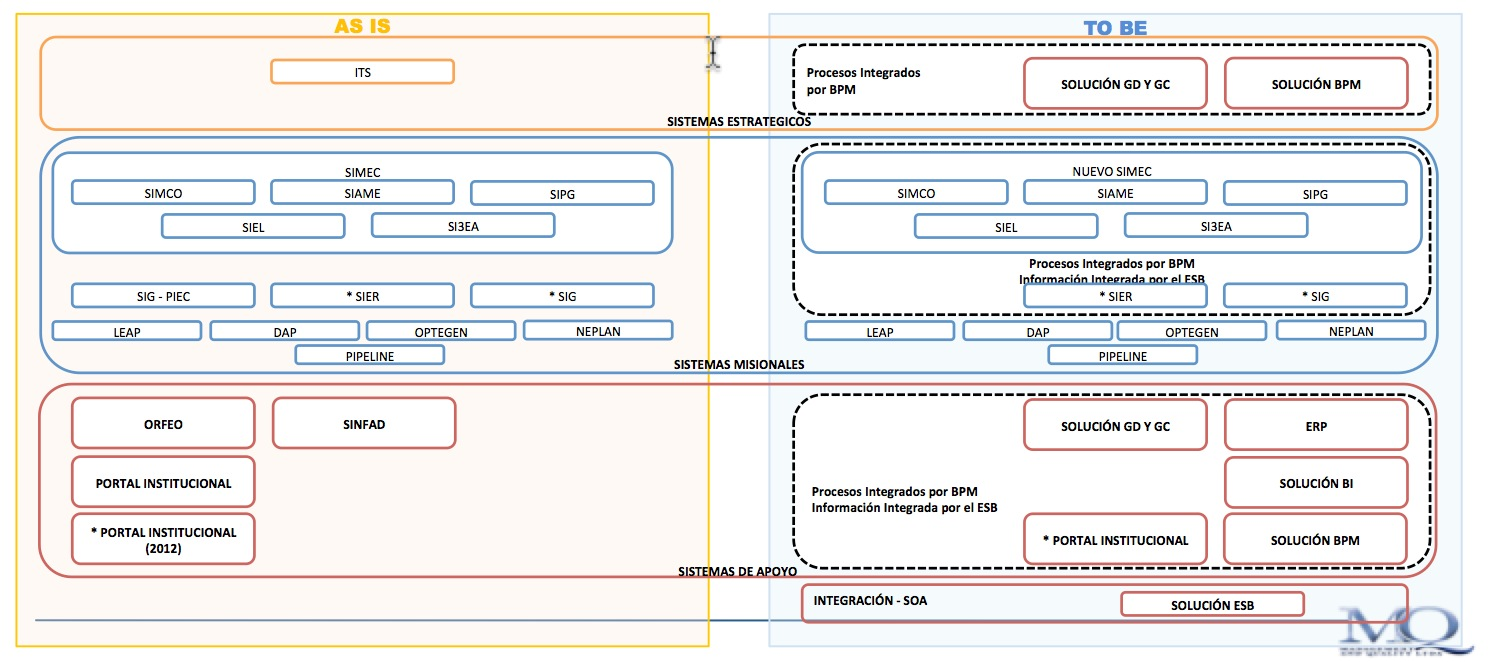 AS IS
TO BE
ITS
Procesos Integrados
por BPM
SOLUCIÓN GD Y GC
SOLUCIÓN BPM
SISTEMAS ESTRATEGICOS
SIMEC
SIMCO
SIAME
SIPG
SIEL
SI3EA
NUEVO SIMEC
SIMCO
SIAME
SIPG
SIEL
SI3EA
Procesos Integrados por BPM
Información Integrada por el ESB
SIG - PIEC
* SIER
* SIG
* SIER
* SIG
LEAP
DAP
OPTEGEN
NEPLAN
PIPELINE
LEAP
DAP
OPTEGEN
NEPLAN
PIPELINE
SISTEMAS MISIONALES
ORFEO
SINFAD
PORTAL INSTITUCIONAL
* PORTAL INSTITUCIONAL
(2012)
SOLUCIÓN GD Y GC
ERP
SOLUCIÓN BI
Procesos Integrados por BPM
Información Integrada por el ESB
* PORTAL INSTITUCIONAL
SOLUCIÓN BPM
SISTEMAS DE APOYO
INTEGRACIÓN - SOA
SOLUCIÓN ESB
MQ